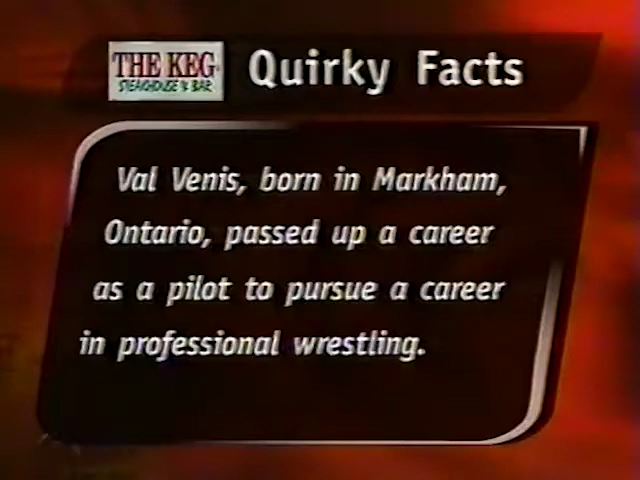 THE KEG
STEAKHOUSE & BAR
Quirky Facts
Val Venis, born in Markham,
Ontario, passed up a career
as a pilot to pursue a career
in professional wrestling.